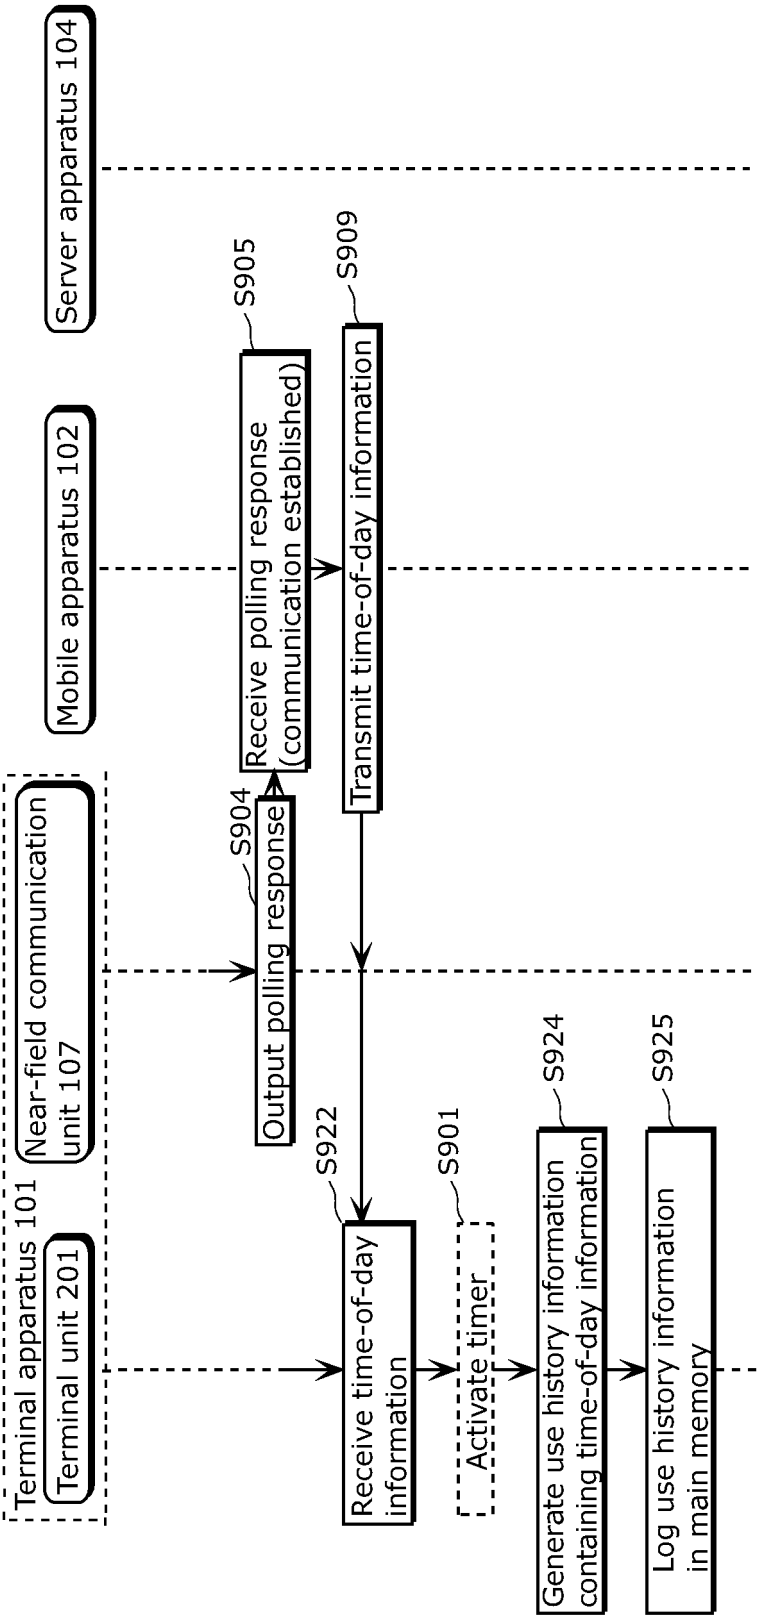 Terminal apparatus 101
Terminal unit 201
Near-field communication
unit 107
Mobile apparatus 102
Server apparatus 104
S904
Output polling response
S905
Receive polling response
(communication established)
S909
Transmit time-of-day information
S922
Receive time-of-day
information
S901
Activate timer
S924
Generate use history information
containing time-of-day information
S925
Log use history information
in main memory